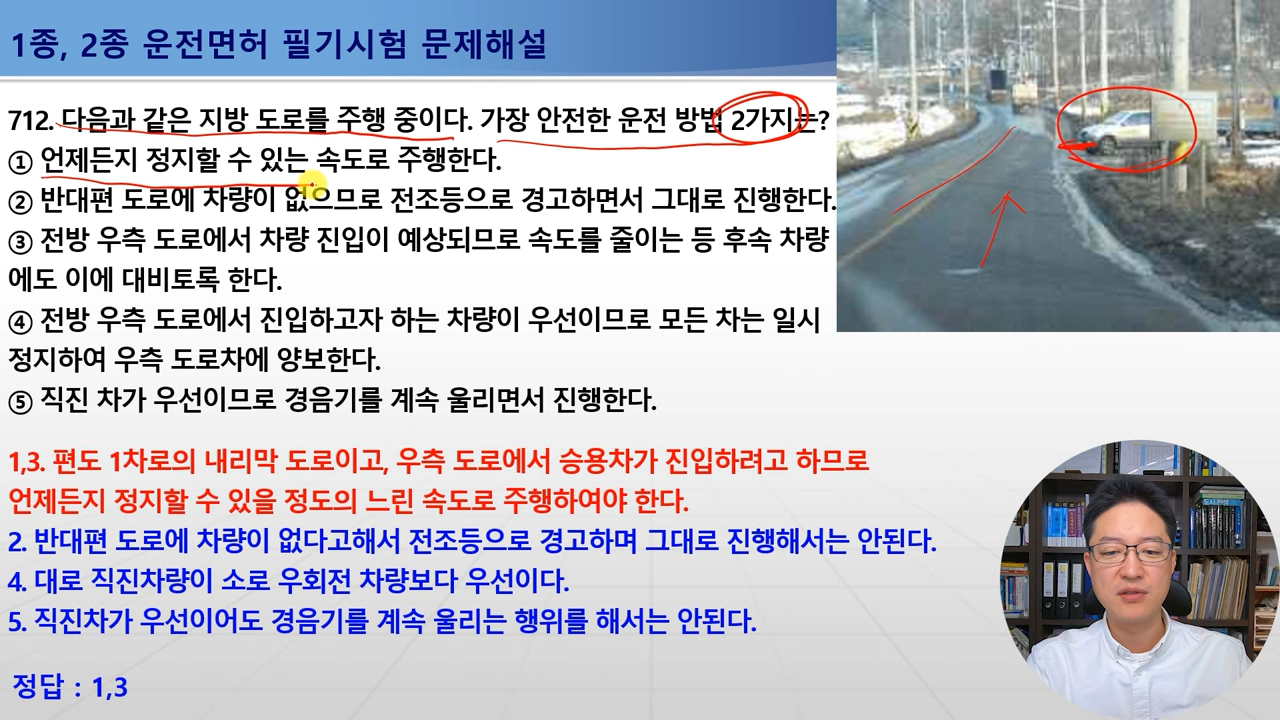 1종, 2종 운전면허 필기시험 문제해설
712. 다음과 같은 지방 도로를 주행 중이다. 가장 안전한 운전 방법 2가지는?
① 언제든지 정지할 수 있는 속도로 주행한다.
② 반대편 도로에 차량이 없으므로 전조등으로 경고하면서 그대로 진행한다.
③ 전방 우측 도로에서 차량 진입이 예상되므로 속도를 줄이는 등 후속 차량
에도 이에 대비토록 한다.
④ 전방 우측 도로에서 진입하고자 하는 차량이 우선이므로 모든 차는 일시
정지하여 우측 도로차에 양보한다.
⑤ 직진 차가 우선이므로 경음기를 계속 울리면서 진행한다.
1,3. 편도 1차로의 내리막 도로이고, 우측 도로에서 승용차가 진입하려고 하므로
언제든지 정지할 수 있을 정도의 느린 속도로 주행하여야 한다.
2. 반대편 도로에 차량이 없다고해서 전조등으로 경고하며 그대로 진행해서는 안된다.
4. 대로 직진차량이 소로 우회전 차량보다 우선이다.
5. 직진차가 우선이어도 경음기를 계속 울리는 행위를 해서는 안된다.
정답 : 1,3